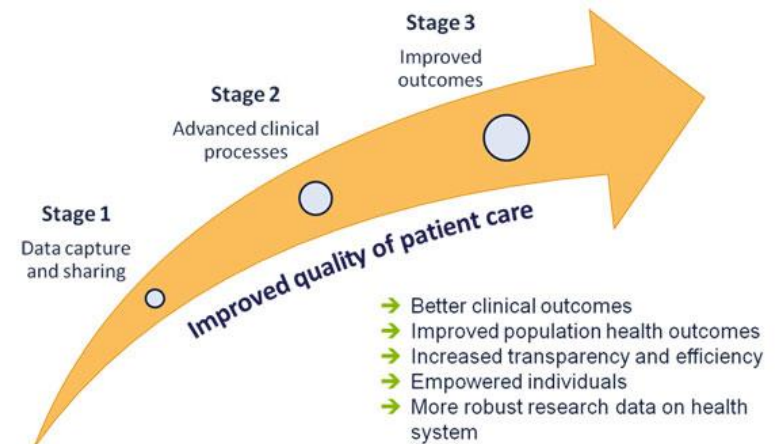 Stage 3
Improved
outcomes
Stage 2
Advanced clinical
processes
Stage 1
Data capture
and sharing
Improved quality of patient care
→ Better clinical outcomes
→ Improved population health outcomes
→ Increased transparency and efficiency
→ Empowered individuals
→ More robust research data on health
system